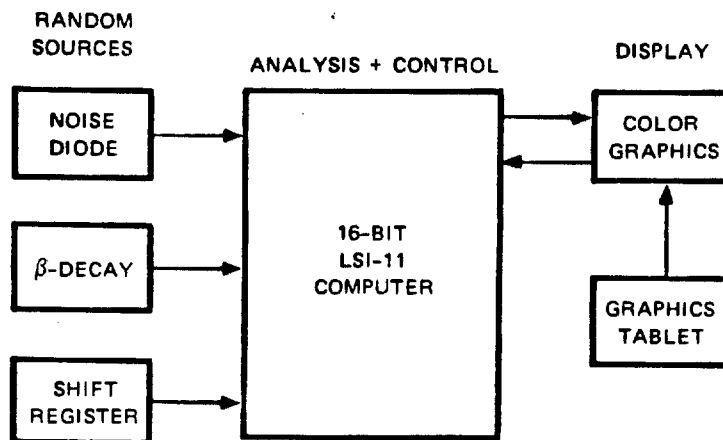 RANDOM
SOURCES
ANALYSIS + CONTROL
DISPLAY
NOISE
DIODE
β-DECAY
SHIFT
REGISTER
16-BIT
LSI-11
COMPUTER
COLOR
GRAPHICS
GRAPHICS
TABLET